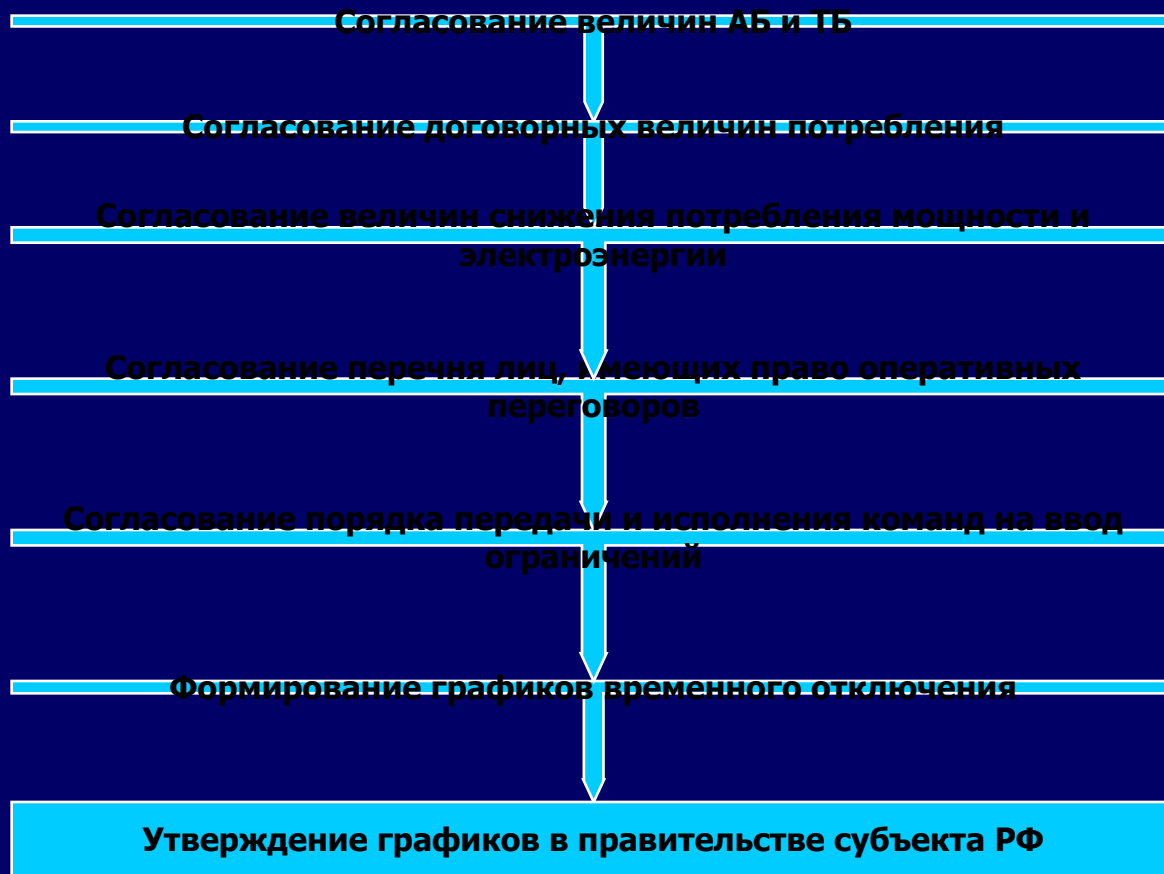 Согласование величин АБ и ТБ
Согласование договорных величин потребления
Согласование величин снижения потребления мощности и
электроэнергии
Согласование перечня лиц, имеющих право оперативных
переговоров
Согласование порядка передачи и исполнения команд на ввод
ограничений
Формирование графиков временного отключения
Утверждение графиков в правительстве субъекта РФ